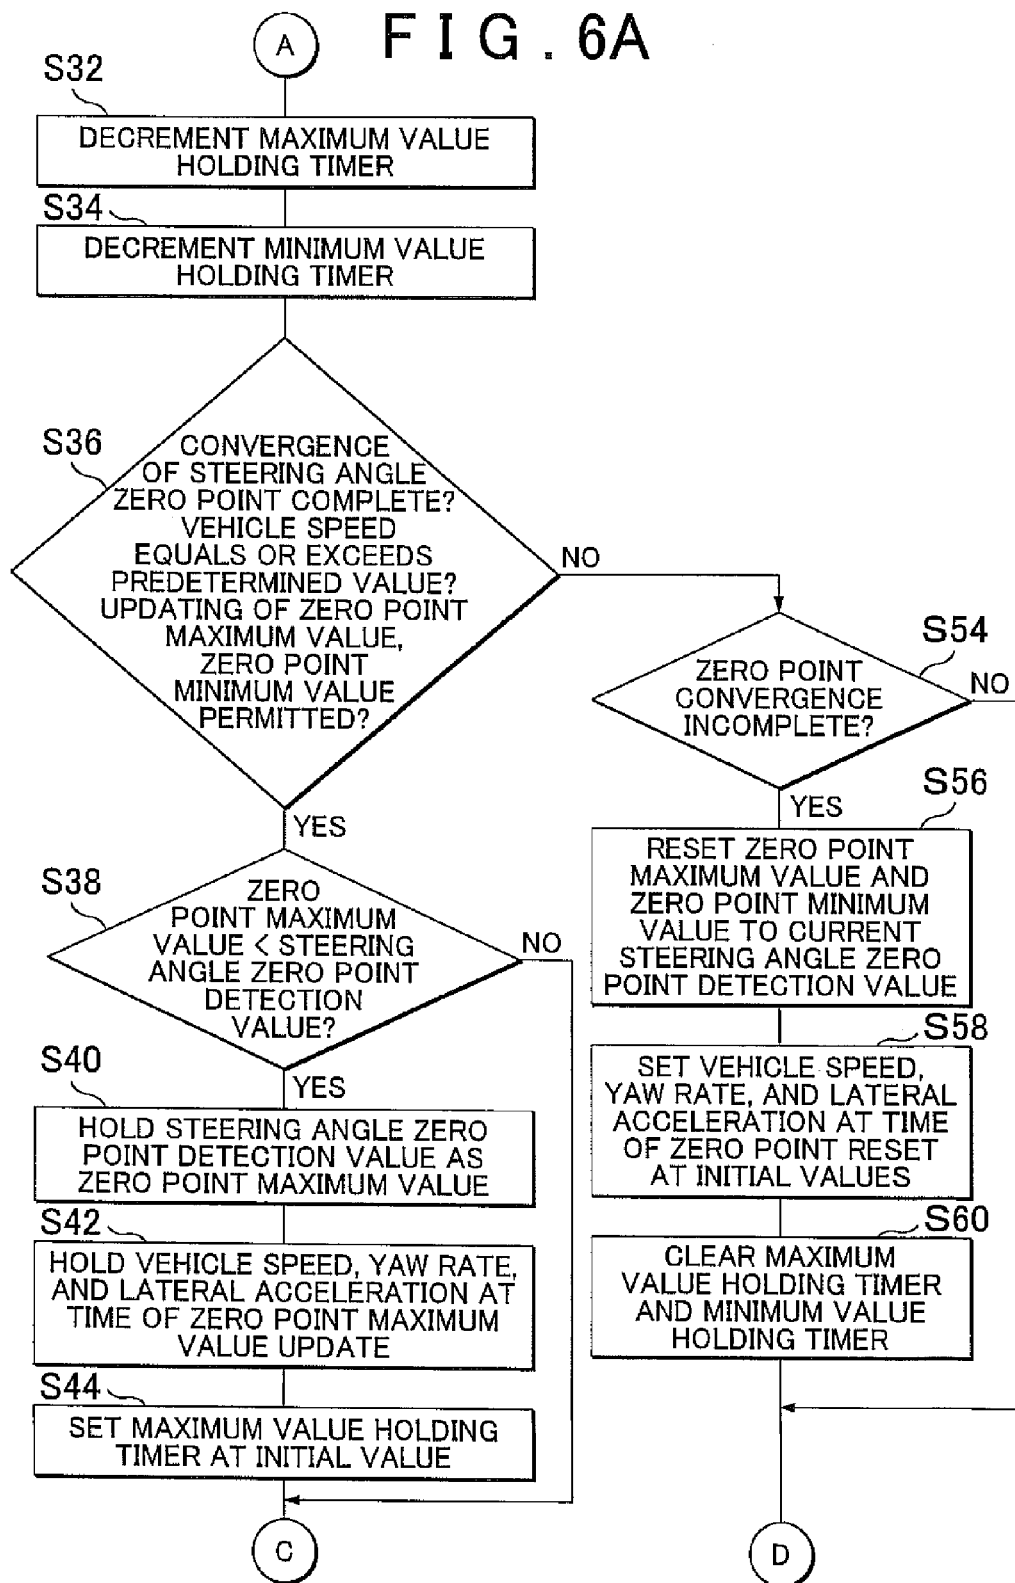 FIG. 6A
A
S32
DECREMENT MAXIMUM VALUE
HOLDING TIMER
S34
DECREMENT MINIMUM VALUE
HOLDING TIMER
S36
CONVERGENCE
OF STEERING ANGLE
ZERO POINT COMPLETE?
VEHICLE SPEED
EQUALS OR EXCEEDS
PREDETERMINED VALUE?
UPDATING OF ZERO POINT
MAXIMUM VALUE,
ZERO POINT
MINIMUM VALUE
PERMITTED?
NO
YES
S38
ZERO
POINT MAXIMUM
VALUE < STEERING
ANGLE ZERO POINT
DETECTION
VALUE?
NO
YES
S40
HOLD STEERING ANGLE ZERO
POINT DETECTION VALUE AS
ZERO POINT MAXIMUM VALUE
S42
HOLD VEHICLE SPEED, YAW RATE,
AND LATERAL ACCELERATION AT
TIME OF ZERO POINT MAXIMUM
VALUE UPDATE
S44
SET MAXIMUM VALUE HOLDING
TIMER AT INITIAL VALUE
C
S54
ZERO POINT
CONVERGENCE
INCOMPLETE?
NO
YES
S56
RESET ZERO POINT
MAXIMUM VALUE AND
ZERO POINT MINIMUM
VALUE TO CURRENT
STEERING ANGLE ZERO
POINT DETECTION VALUE
S58
SET VEHICLE SPEED,
YAW RATE, AND LATERAL
ACCELERATION AT TIME
OF ZERO POINT RESET
AT INITIAL VALUES
S60
CLEAR MAXIMUM
VALUE HOLDING TIMER
AND MINIMUM VALUE
HOLDING TIMER
D